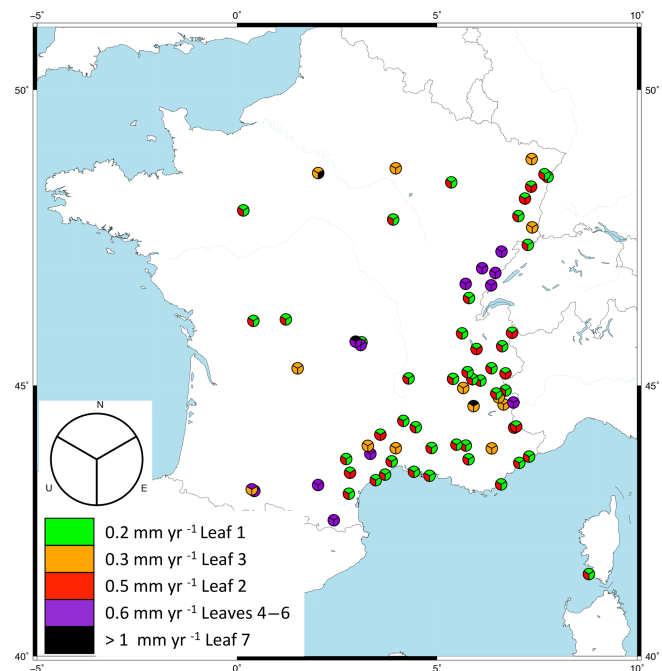 −5° 0° 5° 10°
50° 50°
45° 45°
N
U E
0.2 mm yr -1 Leaf 1
0.3 mm yr -1 Leaf 3
0.5 mm yr -1 Leaf 2
0.6 mm yr -1 Leaves 4−6
> 1 mm yr -1 Leaf 7
40° 40°
−5° 0° 5° 10°